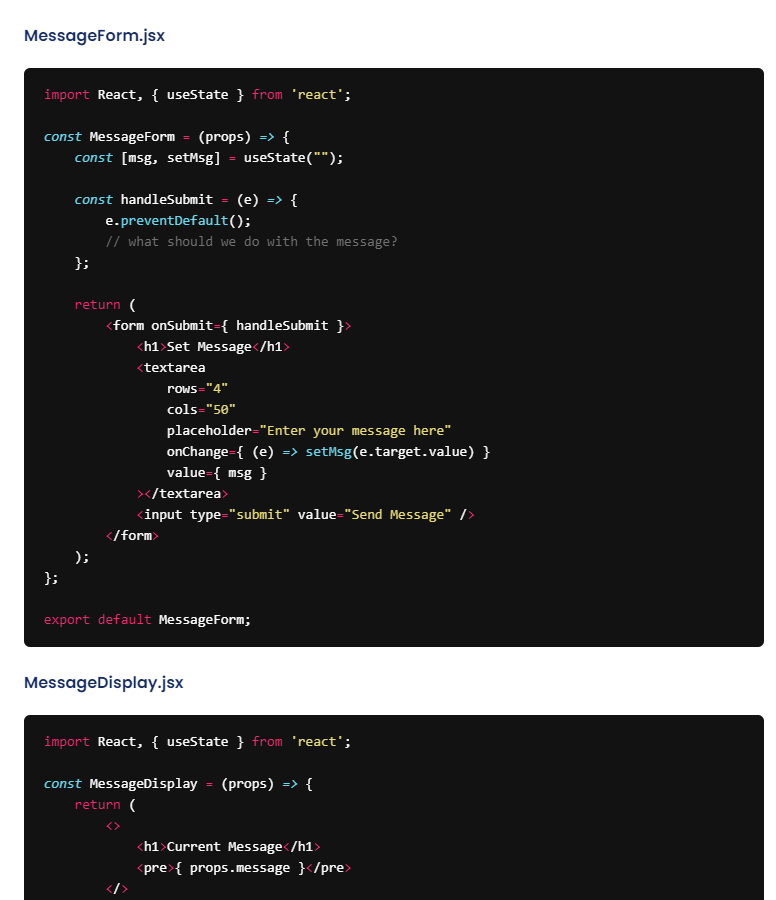 MessageForm.jsx
import React, { useState } from 'react';
const MessageForm = (props) => {
    const [msg, setMsg] = useState("");
    const handleSubmit = (e) => {
        e.preventDefault();
        // what should we do with the message?
    };
    return (
        <form onSubmit={ handleSubmit }>
            <h1>Set Message</h1>
            <textarea
                rows="4"
                cols="50"
                placeholder="Enter your message here"
                onChange={ (e) => setMsg(e.target.value) }
                value={ msg }
            ></textarea>
            <input type="submit" value="Send Message" />
        </form>
    );
};
export default MessageForm;
MessageDisplay.jsx
import React, { useState } from 'react';
const MessageDisplay = (props) => {
    return (
        <>
            <h1>Current Message</h1>
            <pre>{ props.message }</pre>
        </>